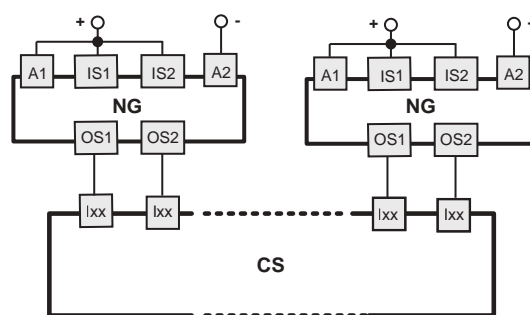 + - + -
A1 IS1 IS2 A2 A1 IS1 IS2 A2
NG NG
OS1 OS2 OS1 OS2
Ixx Ixx Ixx Ixx
CS